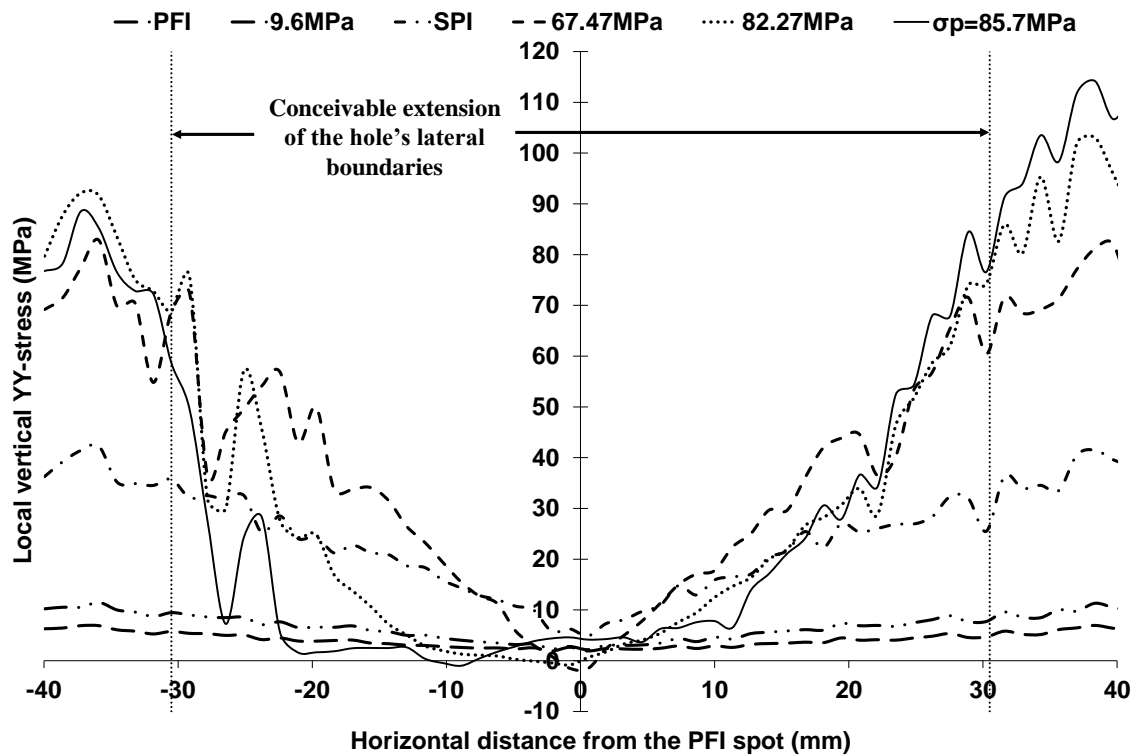 PFI 9.6MPa SPI 67.47MPa 82.27MPa σp=85.7MPa
120
110
100
90
80
70
60
50
40
30
20
10
0
-10
Conceivable extension
of the hole's lateral
boundaries
Local vertical YY-stress (MPa)
-40 -30 -20 -10 0 10 20 30 40
Horizontal distance from the PFI spot (mm)